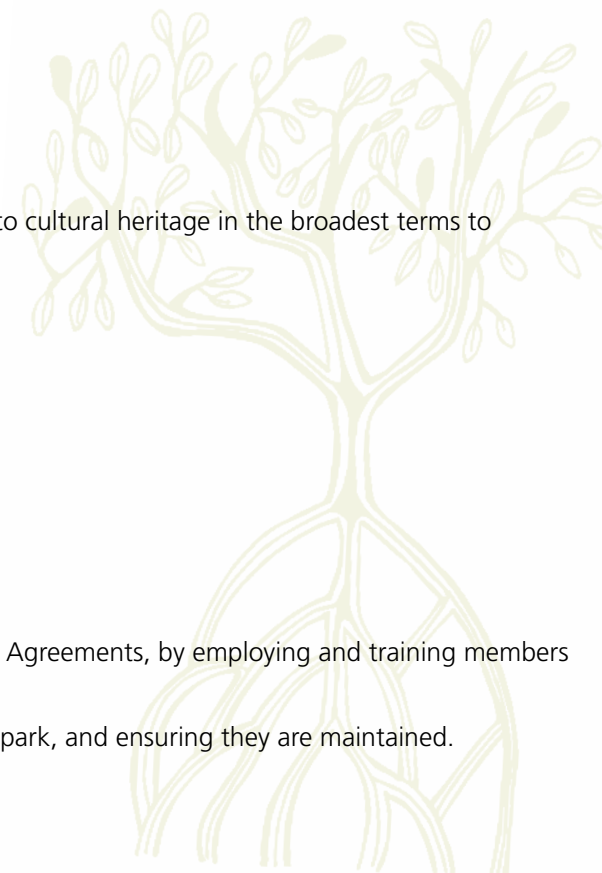 to cultural heritage in the broadest terms to
Agreements, by employing and training members
park, and ensuring they are maintained.